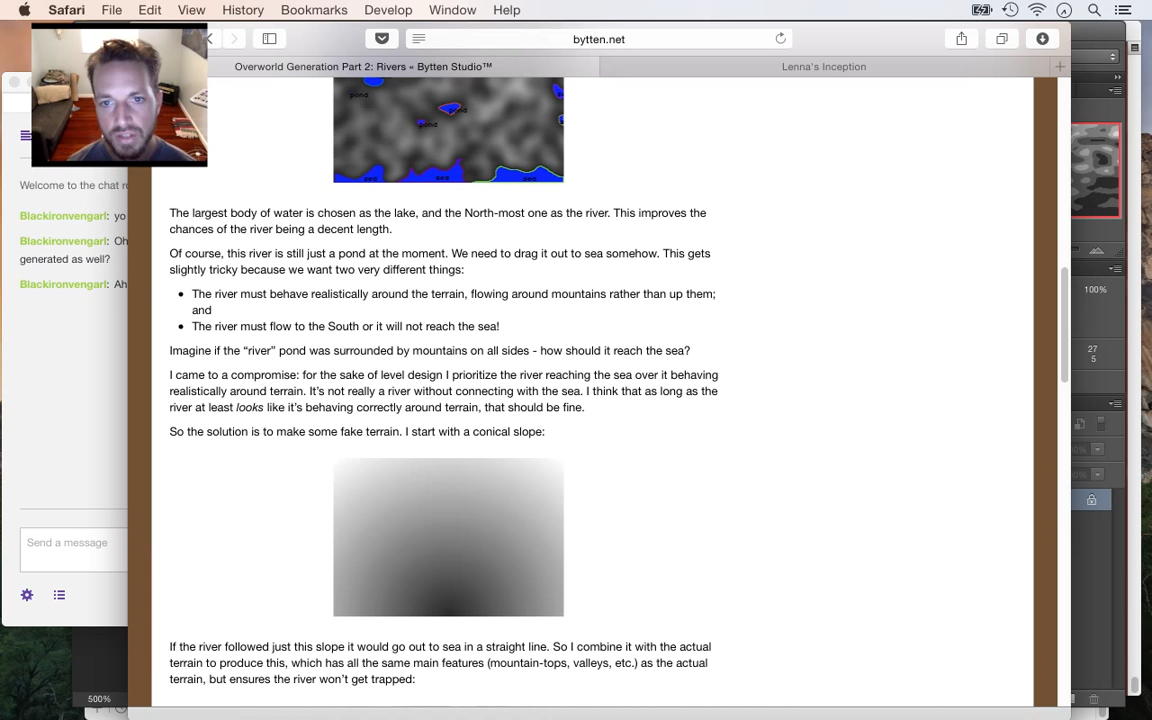 Safari File Edit View History Bookmarks Develop Window Help
bytten.net
Overworld Generation Part 2: Rivers « Bytten Studio™
Lenna's Inception
pond
pond
pond
sea
sea
sea
Welcome to the chat
Blackironvengarl: yo
Blackironvengarl: Oh
generated as well?
Blackironvengarl: Ah
Send a message
The largest body of water is chosen as the lake, and the North-most one as the river. This improves the
chances of the river being a decent length.
Of course, this river is still just a pond at the moment. We need to drag it out to sea somehow. This gets
slightly tricky because we want two very different things:
• The river must behave realistically around the terrain, flowing around mountains rather than up them;
and
• The river must flow to the South or it will not reach the sea!
Imagine if the “river” pond was surrounded by mountains on all sides - how should it reach the sea?
I came to a compromise: for the sake of level design I prioritize the river reaching the sea over it behaving
realistically around terrain. It’s not really a river without connecting with the sea. I think that as long as the
river at least looks like it’s behaving correctly around terrain, that should be fine.
So the solution is to make some fake terrain. I start with a conical slope:
If the river followed just this slope it would go out to sea in a straight line. So I combine it with the actual
terrain to produce this, which has all the same main features (mountain-tops, valleys, etc.) as the actual
terrain, but ensures the river won’t get trapped:
100%
27
5
500%